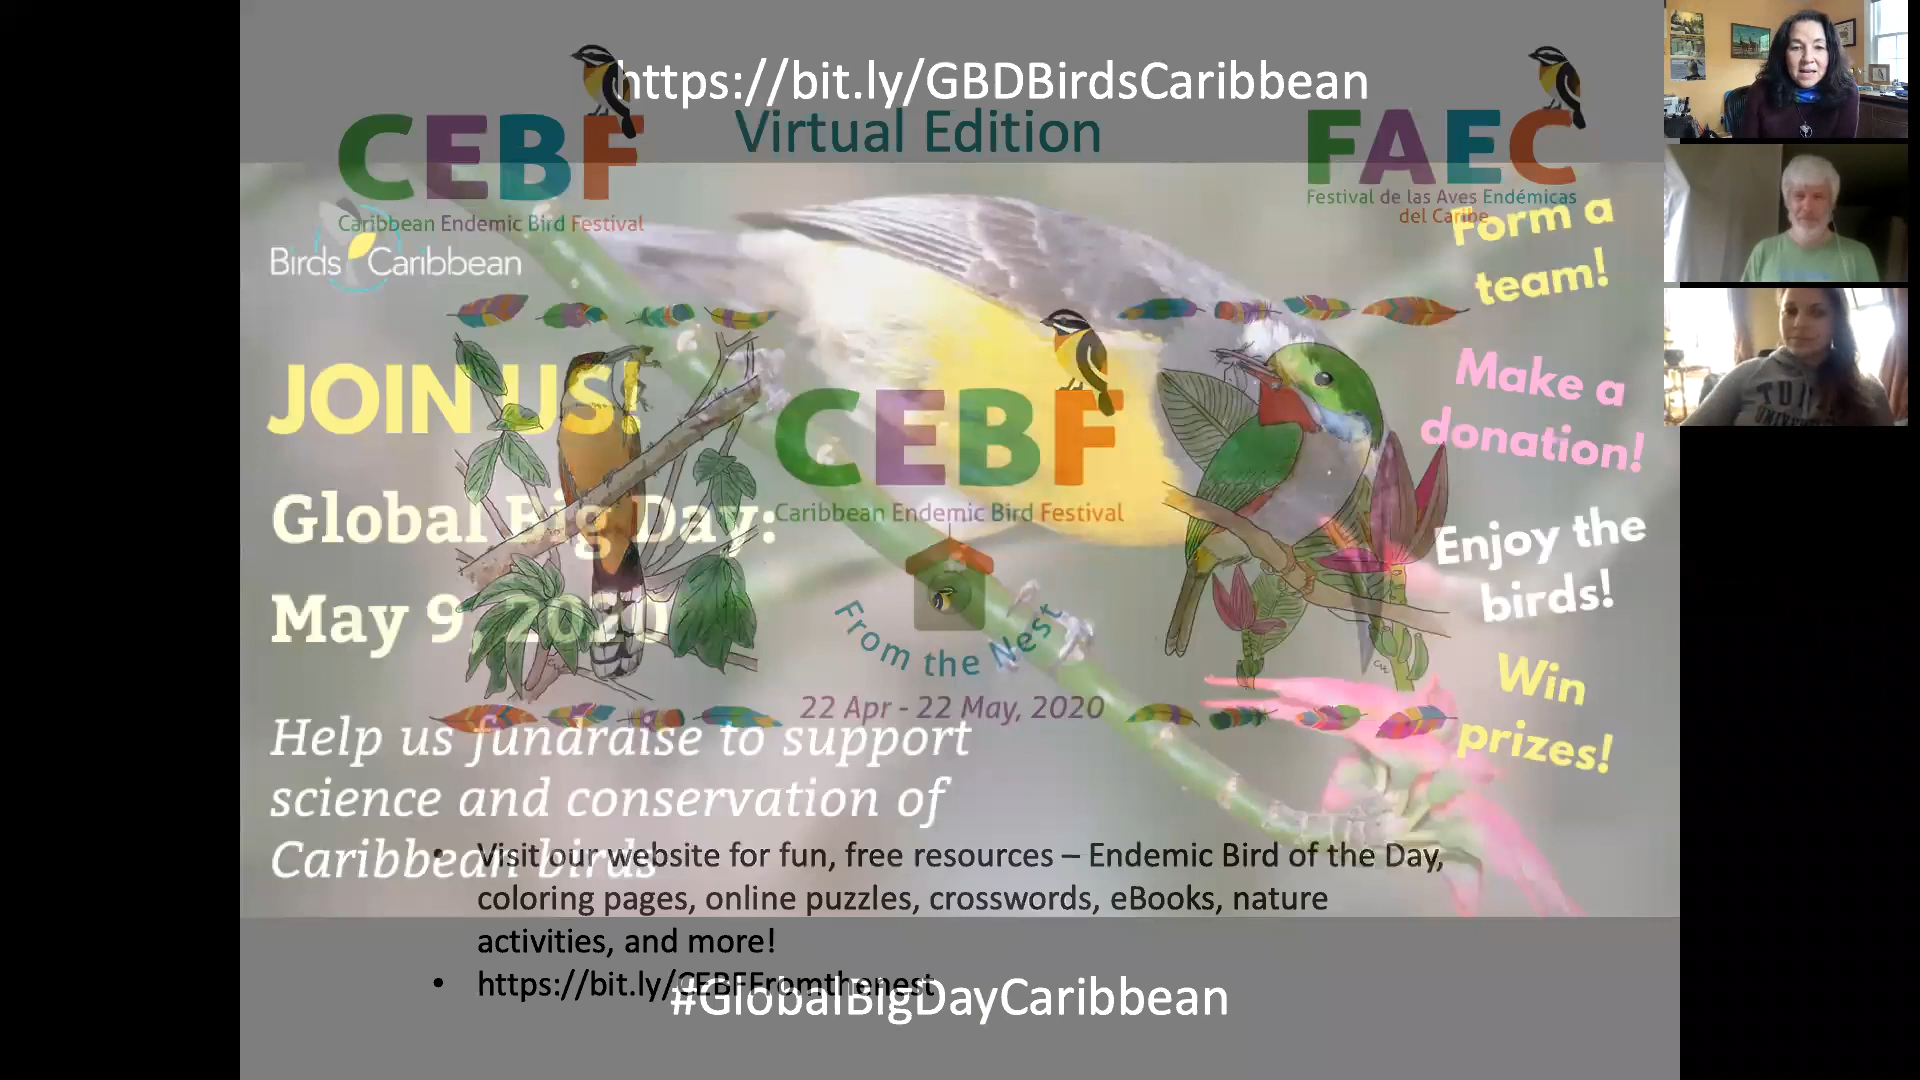 https://bit.ly/GBDBirdsCaribbean
Virtual Edition
CEBF
Caribbean Endemic Bird Festival
FAEC
Festival de las Aves Endémicas
del Caribe
Birds Caribbean
JOIN US!
Global Big Day:
May 9, 2020
Help us fundraise to support
science and conservation of
Caribbean birds
Form a
team!
Make a
donation!
Enjoy the
birds!
Win
prizes!
CEBF
Caribbean Endemic Bird Festival
From the Nest
22 Apr - 22 May, 2020
• Visit our website for fun, free resources – Endemic Bird of the Day,
coloring pages, online puzzles, crosswords, eBooks, nature
activities, and more!
• https://bit.ly/CEBFFromthenest
#GlobalBigDayCaribbean